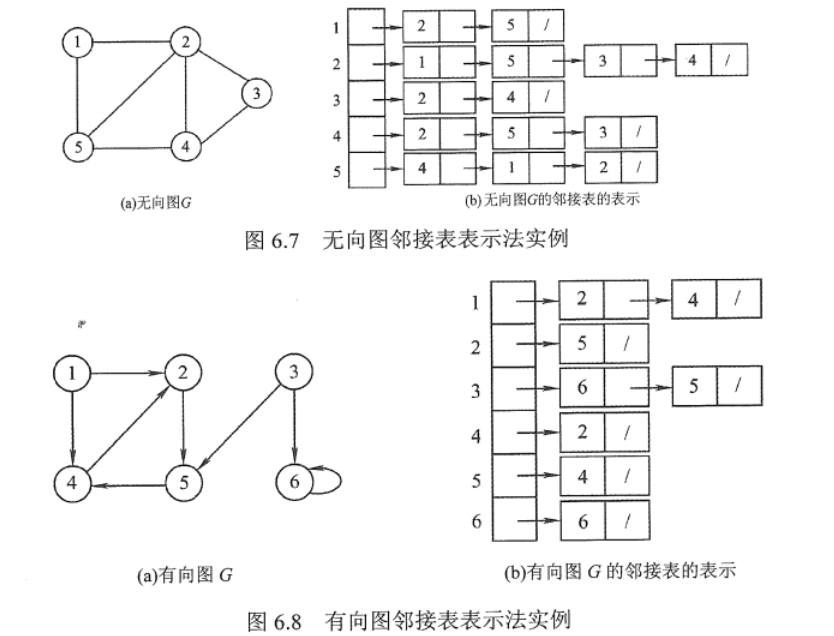 1 2 5 /
1 2 2 1 5 3 4 /
3 3 2 4 /
4 2 5 3 /
5 4 5 4 1 2 /
(a)无向图G (b)无向图G的邻接表的表示
图 6.7 无向图邻接表表示法实例
1 2 4 /
2 5 /
1 2 3 3 6 5 /
4 2 /
4 5 6 5 4 /
6 6 /
(a)有向图 G (b)有向图 G 的邻接表的表示
图 6.8 有向图邻接表表示法实例